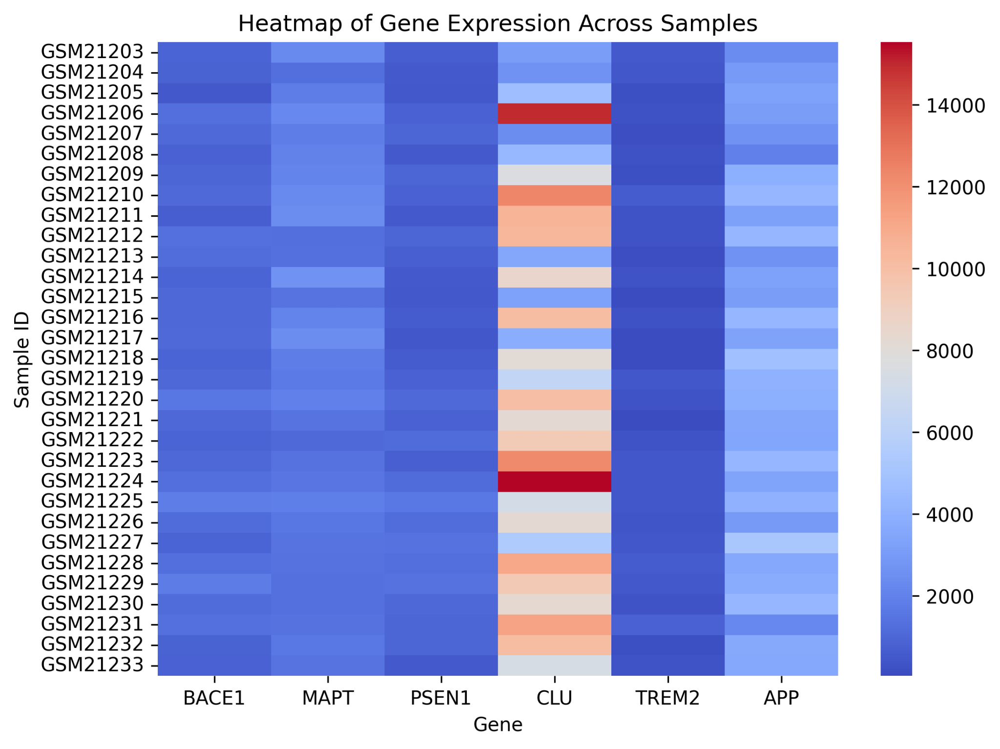 Heatmap of Gene Expression Across Samples
GSM21203
GSM21204
GSM21205
GSM21206
GSM21207
GSM21208
GSM21209
GSM21210
GSM21211
GSM21212
GSM21213
GSM21214
GSM21215
GSM21216
GSM21217
GSM21218
GSM21219
GSM21220
GSM21221
GSM21222
GSM21223
GSM21224
GSM21225
GSM21226
GSM21227
GSM21228
GSM21229
GSM21230
GSM21231
GSM21232
GSM21233
Sample ID
BACE1 MAPT PSEN1 CLU TREM2 APP
Gene
14000
12000
10000
8000
6000
4000
2000